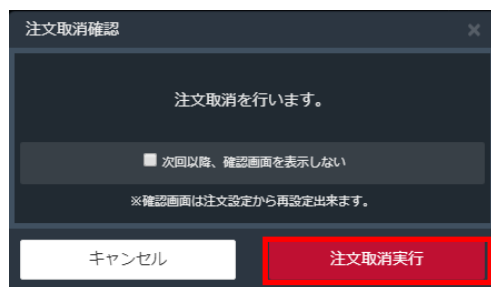 注文取消確認
注文取消を行います。
次回以降、確認画面を表示しない
※確認画面は注文設定から再設定出来ます。
キャンセル
注文取消実行